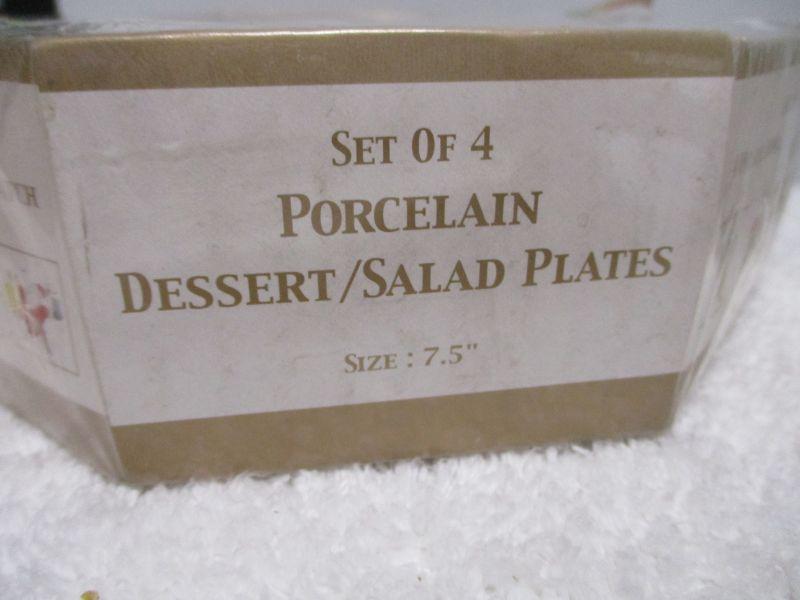 SET OF 4
PORCELAIN
DESSERT/SALAD PLATES
SIZE : 7.5"